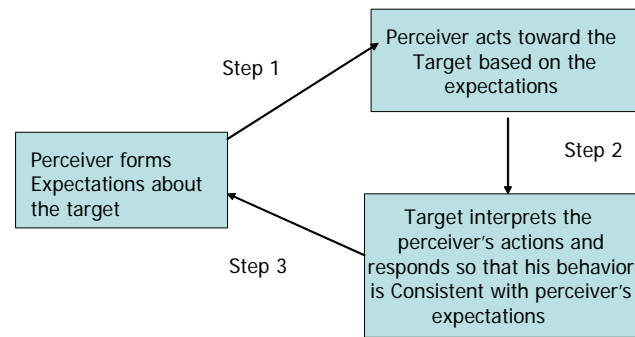 Perceiver acts toward the
Target based on the
expectations
Step 1
Step 2
Perceiver forms
Expectations about
the target
Target interprets the
perceiver's actions and
responds so that his behavior
is Consistent with perceiver's
expectations
Step 3